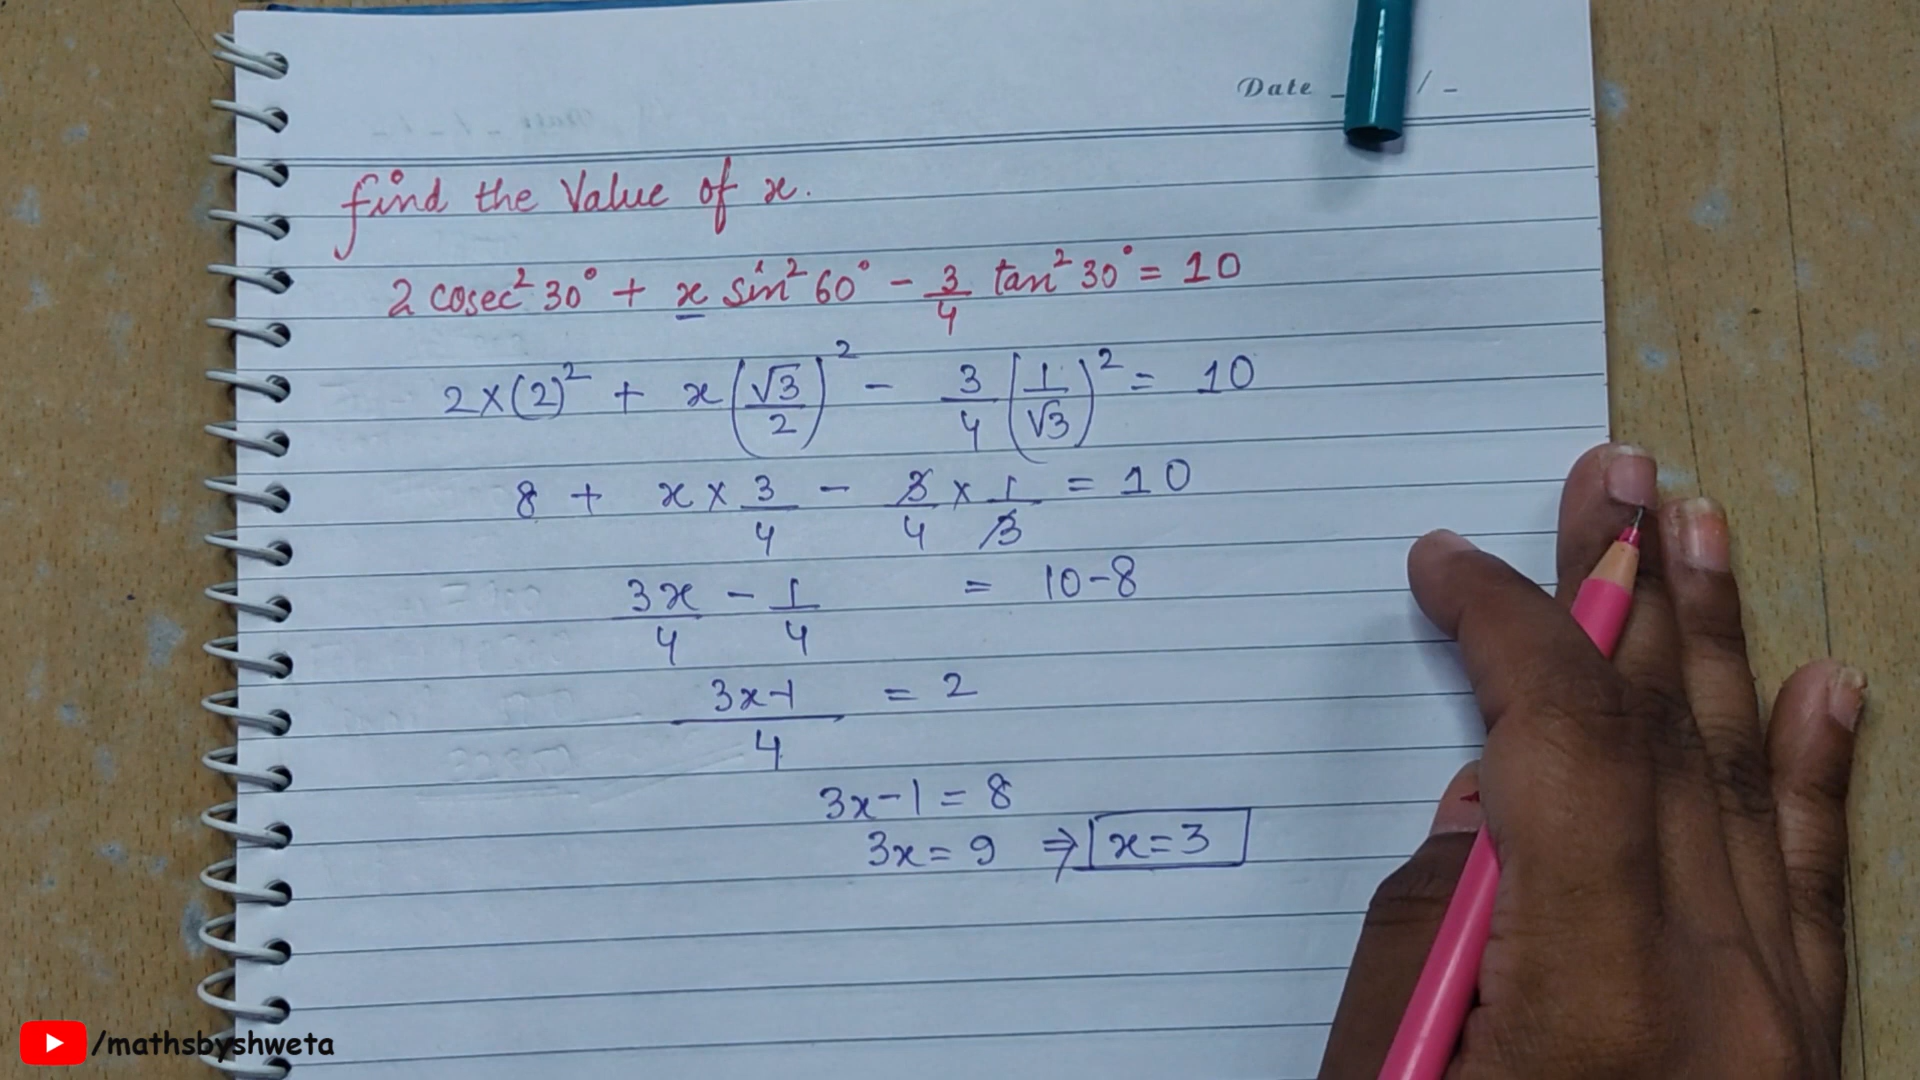 Date _ / _
find the Value of x.
2 cosec² 30° + x sin² 60° - 3/4 tan² 30° = 10
2×(2)² + x(√3/2)² - 3/4(1/√3)² = 10
8 + x × 3/4 - 3/4 × 1/3 = 10
3x/4 - 1/4 = 10-8
3x-1/4 = 2
3x-1 = 8
3x = 9 ⇒ x=3
/mathsbyshweta